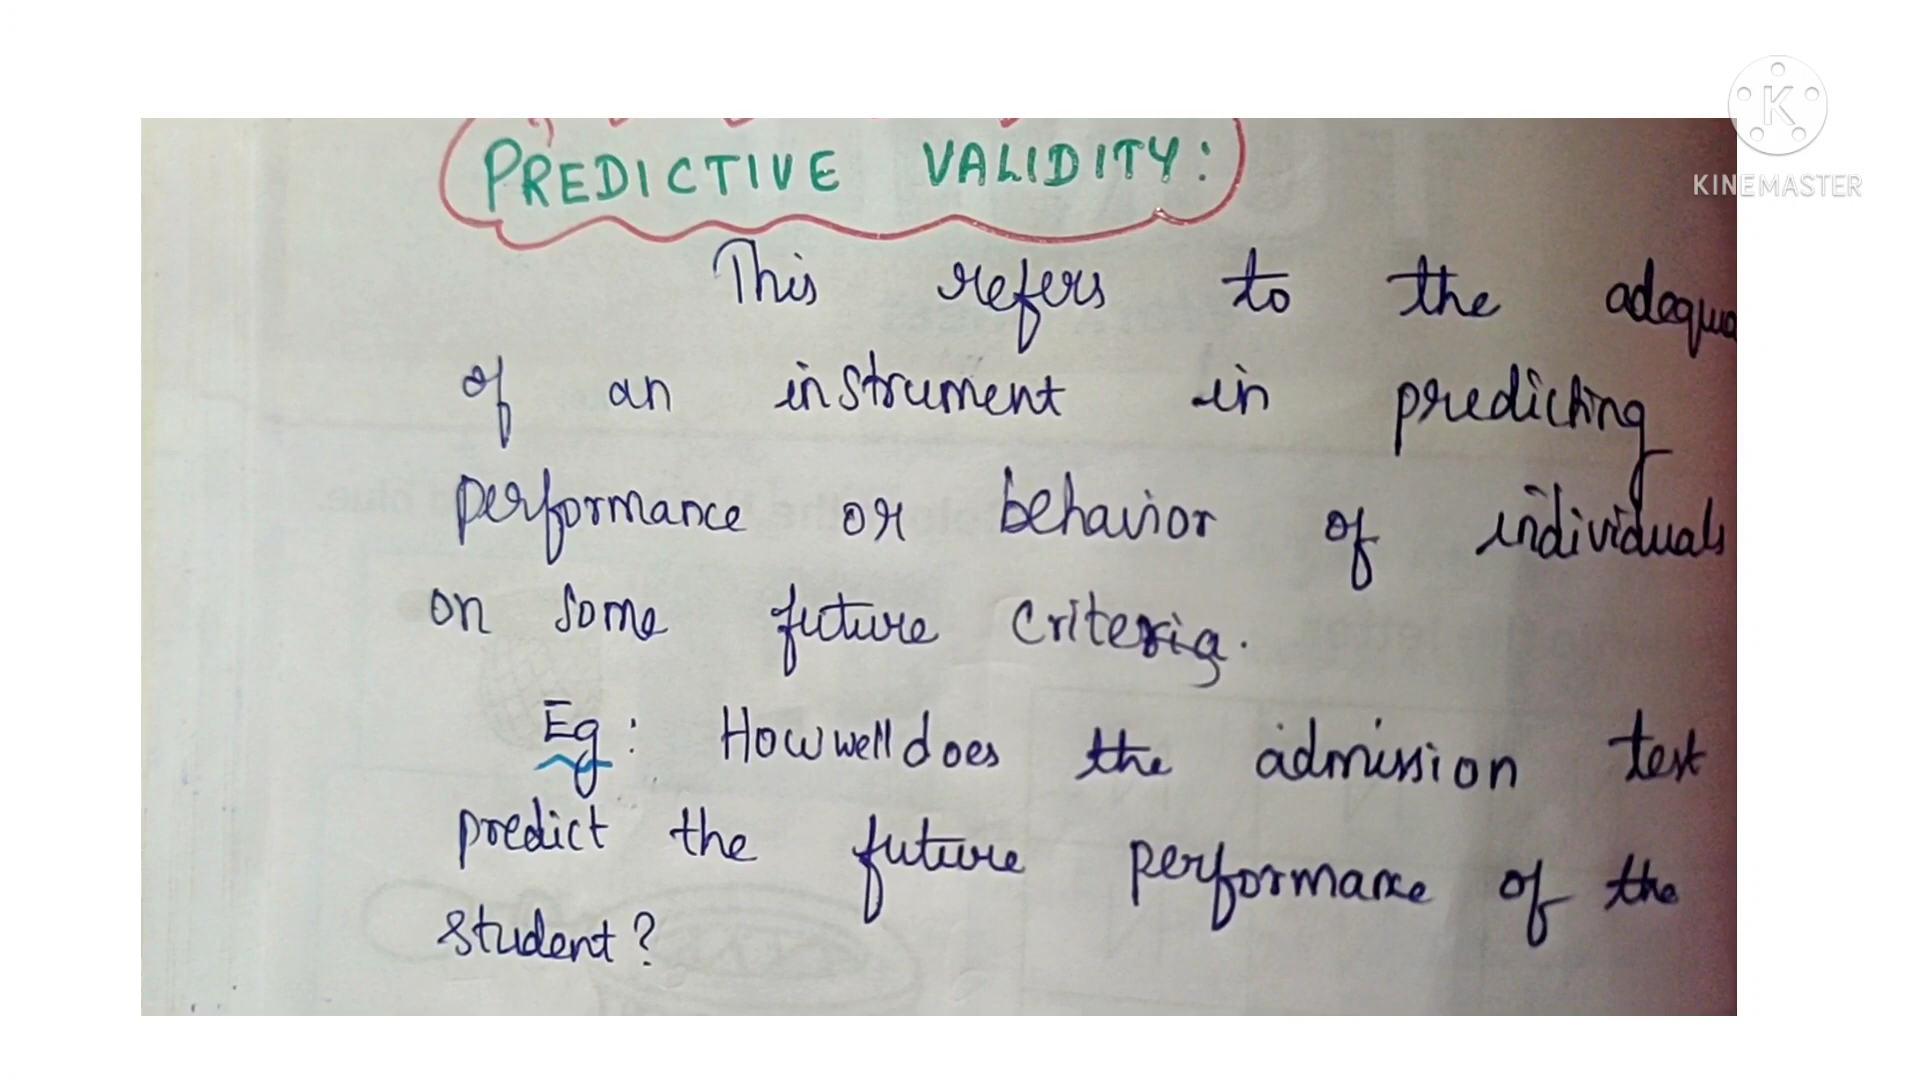 PREDICTIVE VALIDITY:
This refers to the adequa
of an instrument in predicting
performance or behavior of individuals
on some future criteria.
Eg: How well does the admission test
predict the future performance of the
student?
K
KINEMASTER